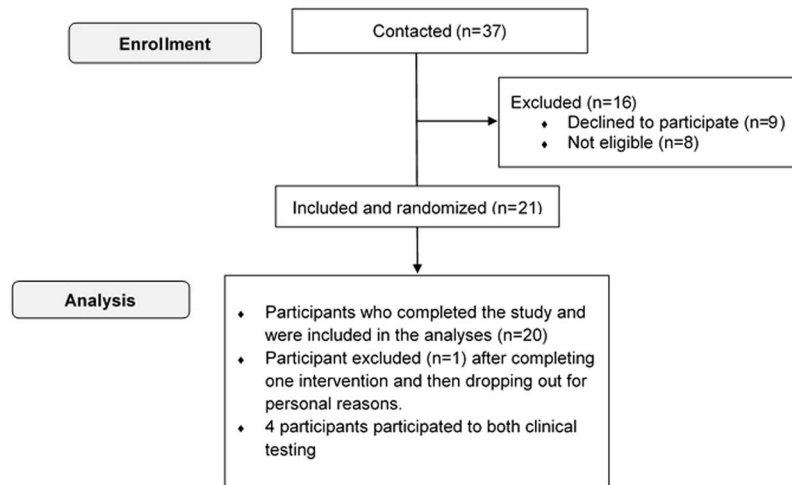 Enrollment
Contacted (n=37)
Excluded (n=16)
♦ Declined to participate (n=9)
♦ Not eligible (n=8)
Included and randomized (n=21)
Analysis
♦ Participants who completed the study and
were included in the analyses (n=20)
♦ Participant excluded (n=1) after completing
one intervention and then dropping out for
personal reasons.
♦ 4 participants participated to both clinical
testing